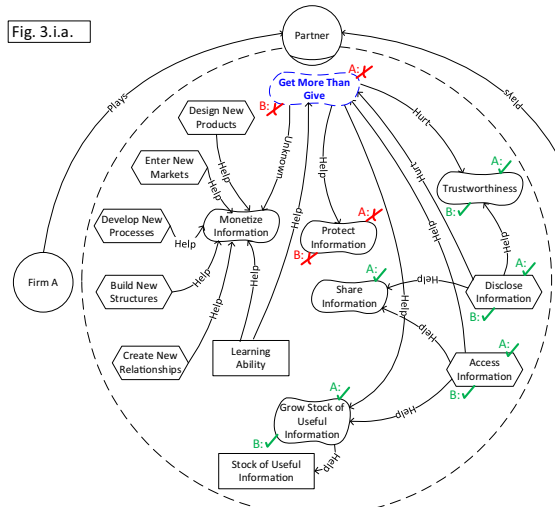 Fig. 3.i.a.
Partner
Plays
plays
A: ✗
Get More Than
Give
B: ✗
Design New
Products
Help
Enter New
Markets
Help
Develop New
Processes
Help
Build New
Structures
Help
Create New
Relationships
Help
Monetize
Information
Unknown
Help
Learning
Ability
Help
Help
A: ✗
Protect
Information
B: ✗
Hurt
Hurt
Help
A: ✓
Trustworthiness
B: ✓
Help
A: ✓
Share
Information
Help
A: ✓
Disclose
Information
B: ✓
Help
Help
A: ✓
Access
Information
B: ✓
Help
Firm A
A: ✓
Grow Stock of
Useful
Information
B: ✓
Help
Stock of Useful
Information